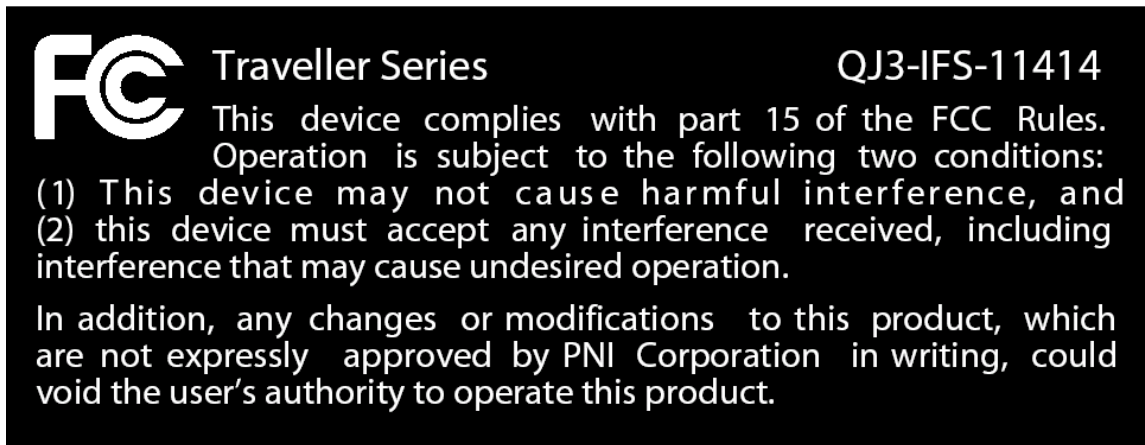 FC Traveller Series QJ3-IFS-11414
This device complies with part 15 of the FCC Rules.
Operation is subject to the following two conditions:
(1) This device may not cause harmful interference, and
(2) this device must accept any interference received, including
interference that may cause undesired operation.
In addition, any changes or modifications to this product, which
are not expressly approved by PNI Corporation in writing, could
void the user’s authority to operate this product.